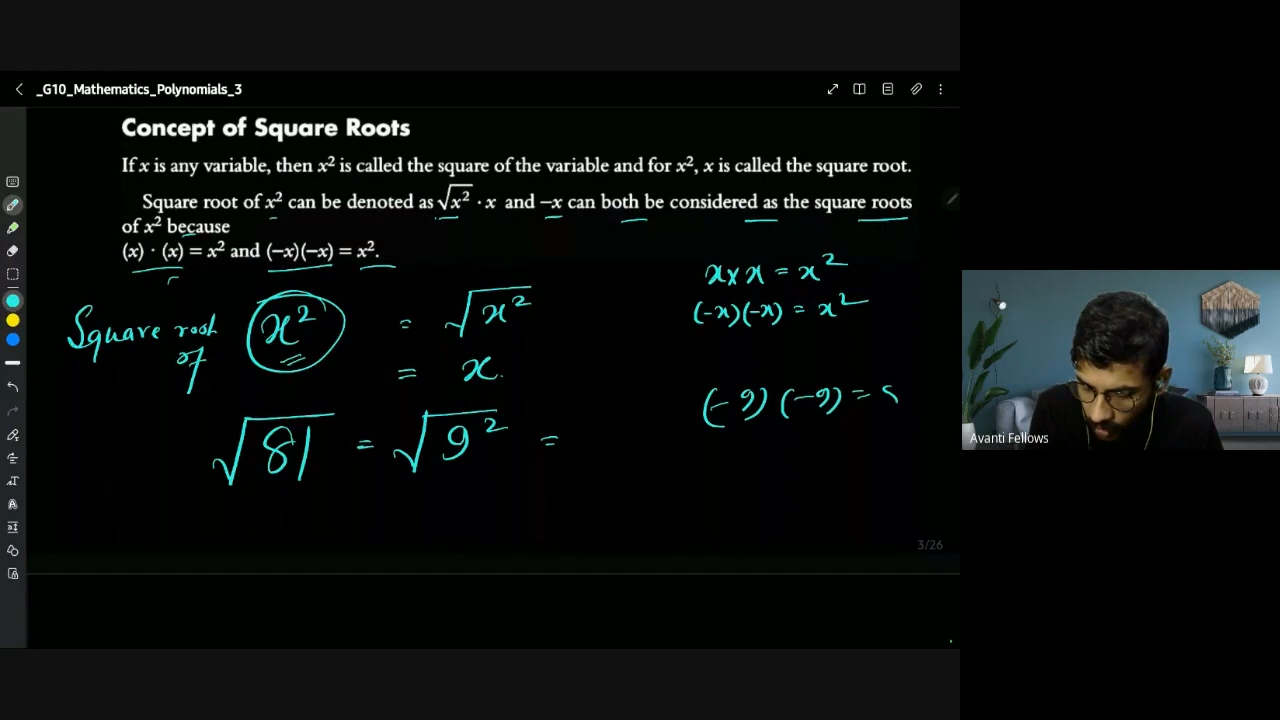 _G10_Mathematics_Polynomials_3
Concept of Square Roots
If x is any variable, then x² is called the square of the variable and for x², x is called the square root.
Square root of x² can be denoted as √x² · x and –x can both be considered as the square roots
of x² because
(x) · (x) = x² and (–x)(–x) = x².
x × x = x²
(-x)(-x) = x²
Square root of x² = √x²
= x.
(-9) (-9) =
√81 = √9² =
3/26
Avanti Fellows